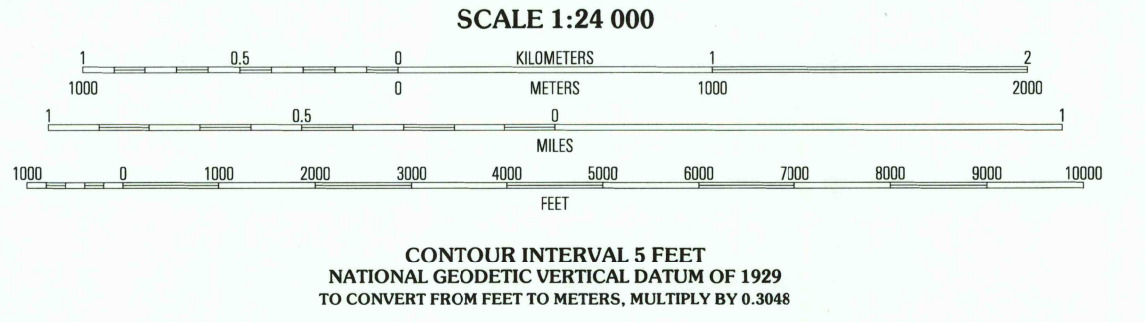 SCALE 1:24 000
1 0.5 0 KILOMETERS 1 2
1000 0 METERS 1000 2000
1 0.5 0 1
MILES
1000 0 1000 2000 3000 4000 5000 6000 7000 8000 9000 10000
FEET
CONTOUR INTERVAL 5 FEET
NATIONAL GEODETIC VERTICAL DATUM OF 1929
TO CONVERT FROM FEET TO METERS, MULTIPLY BY 0.3048